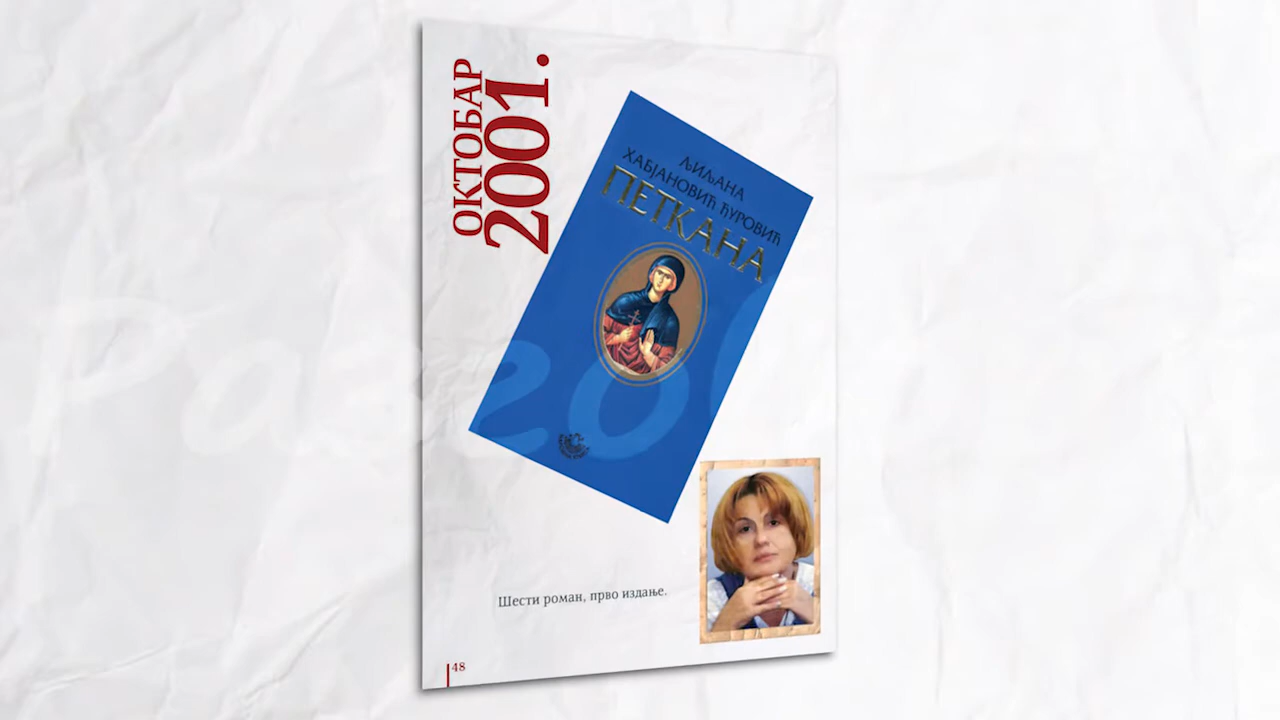 ОКТОБАР
2001.
ЉИЉАНА
ХАБЈАНОВИЋ ЂУРОВИЋ
ПЕТКАНА
Шести роман, прво издање.
48